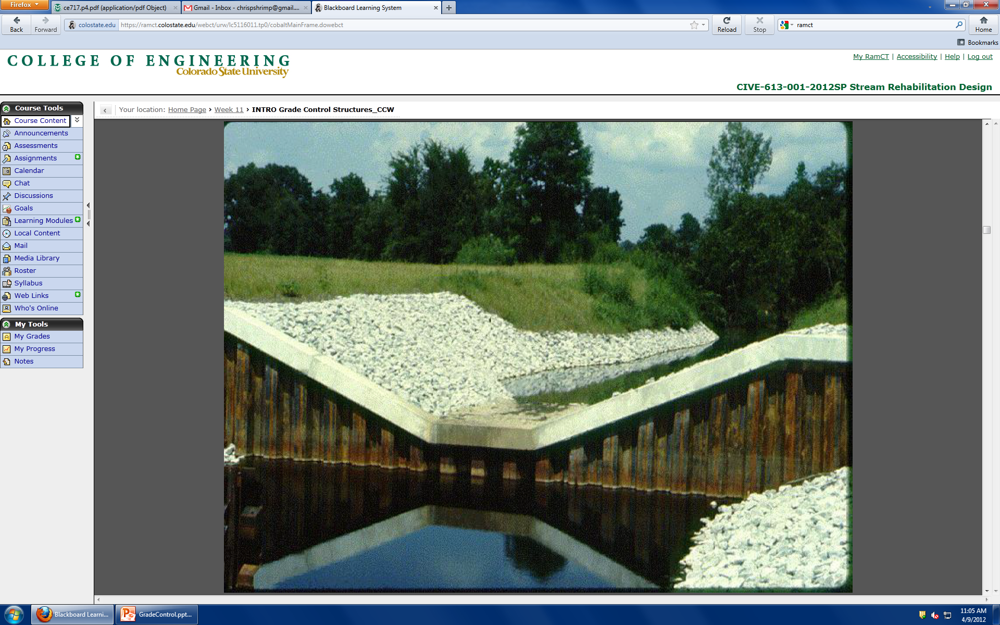 Firefox
ce717.p4.pdf (application/pdf Object)
Gmail - Inbox - chrispshrimp@gmail....
Blackboard Learning System
Back
Forward
colostate.edu
https://ramct.colostate.edu/webct/urw/lc5116011.tp0/cobaltMainFrame.dowebct
Reload
Stop
ramct
Home
Bookmarks
COLLEGE OF ENGINEERING
Colorado State University
My RamCT | Accessibility | Help | Log out
CIVE-613-001-2012SP Stream Rehabilitation Design
Your location: Home Page › Week 11 › INTRO Grade Control Structures_CCW
Course Tools
Course Content
Announcements
Assessments
Assignments
Calendar
Chat
Discussions
Goals
Learning Modules
Local Content
Mail
Media Library
Roster
Syllabus
Web Links
Who's Online
My Tools
My Grades
My Progress
Notes
Blackboard Learni...
GradeControl.ppt...
11:05 AM
4/9/2012